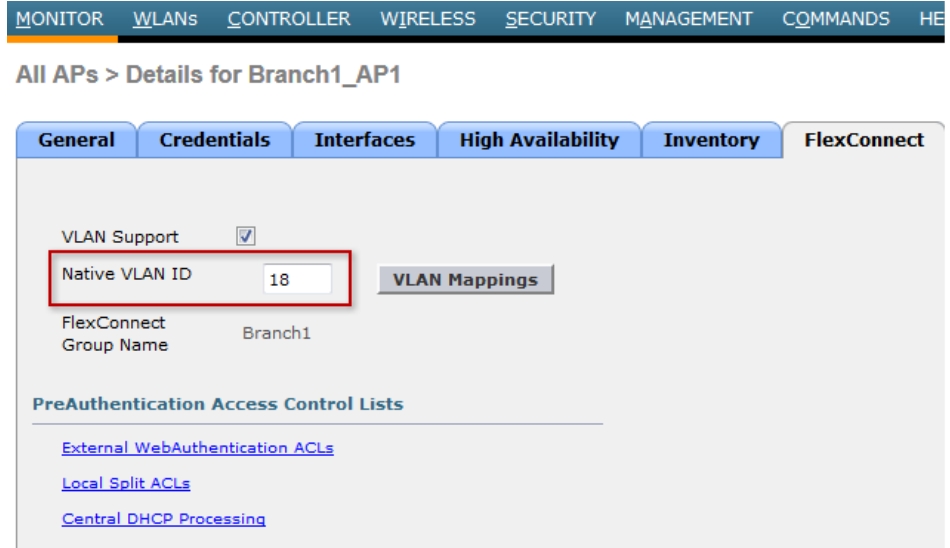 MONITOR WLANs CONTROLLER WIRELESS SECURITY MANAGEMENT COMMANDS HE
All APs > Details for Branch1_AP1
General Credentials Interfaces High Availability Inventory FlexConnect
VLAN Support
Native VLAN ID 18 VLAN Mappings
FlexConnect
Group Name Branch1
PreAuthentication Access Control Lists
External WebAuthentication ACLs
Local Split ACLs
Central DHCP Processing